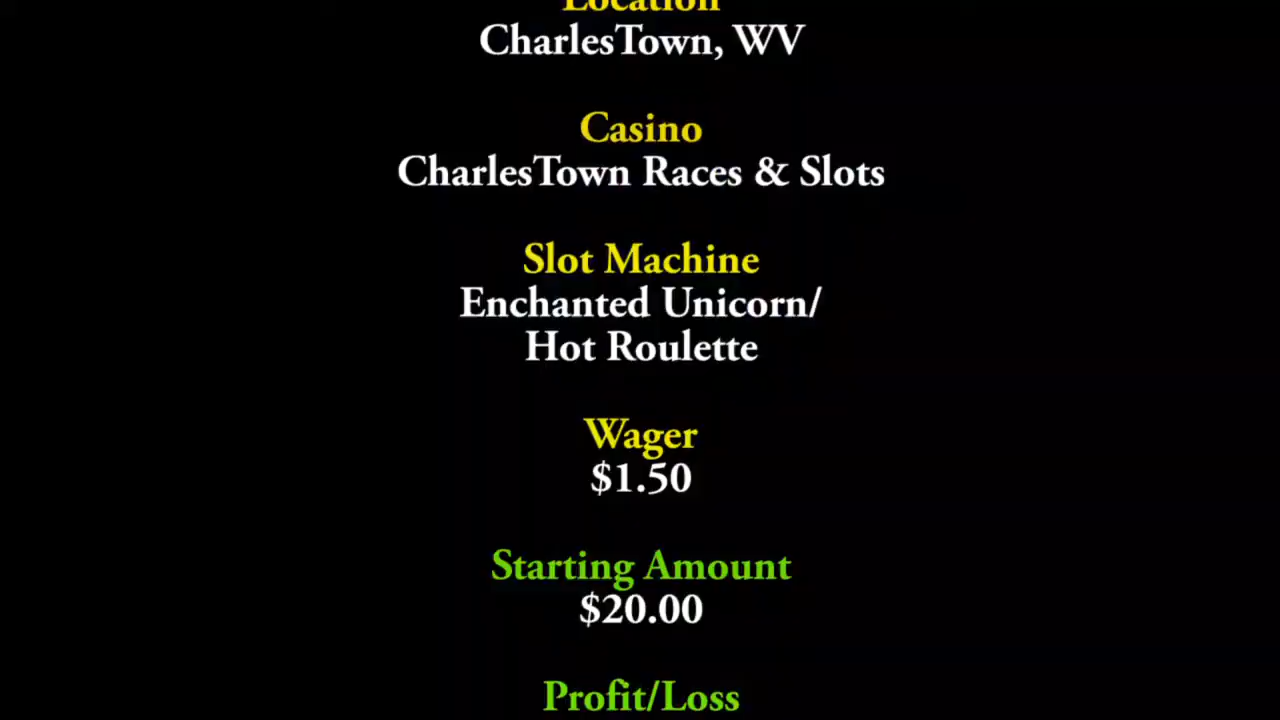 Location
CharlesTown, WV
Casino
CharlesTown Races & Slots
Slot Machine
Enchanted Unicorn/
Hot Roulette
Wager
$1.50
Starting Amount
$20.00
Profit/Loss